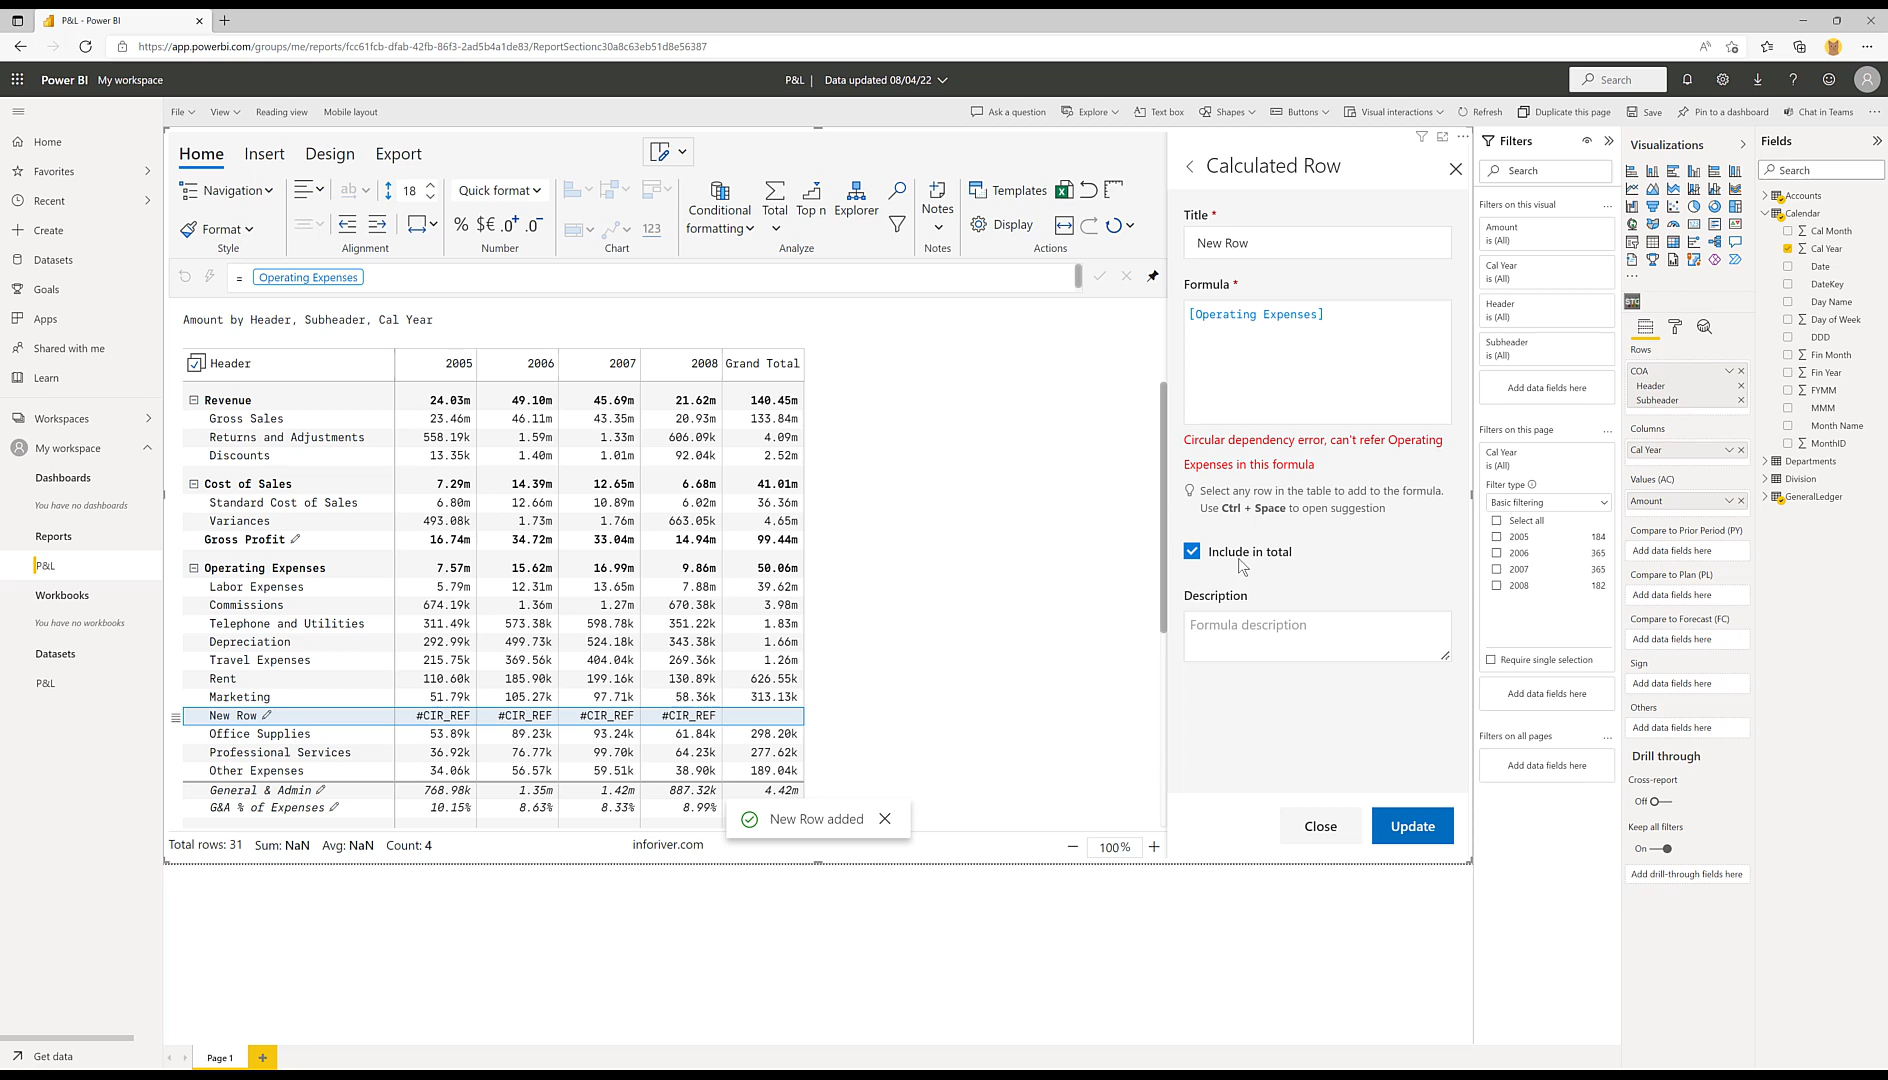 P&L - Power BI
https://app.powerbi.com/groups/me/reports/fcc61fcb-dfab-42fb-86f3-2ad5b4a1de83/ReportSectionc30a8c63eb51d8e56387
Power BI My workspace
P&L | Data updated 08/04/22
Search
File View Reading view Mobile layout
Ask a question Explore Text box Shapes Buttons Visual interactions Refresh Duplicate this page Save Pin to a dashboard Chat in Teams
Home
Favorites
Recent
Create
Datasets
Goals
Apps
Shared with me
Learn
Workspaces
My workspace
Dashboards
You have no dashboards
Reports
P&L
Workbooks
You have no workbooks
Datasets
P&L
Get data
Home Insert Design Export
Navigation
Format
Style
ab 18
Alignment
Quick format
% $€ .0+ .0-
Number
123
Chart
Conditional formatting
Total
Top n
Explorer
Analyze
Notes
Notes
Templates
Display
Actions
= Operating Expenses
Amount by Header, Subheader, Cal Year
Header 2005 2006 2007 2008 Grand Total
Revenue 24.03m 49.10m 45.69m 21.62m 140.45m
Gross Sales 23.46m 46.11m 43.35m 20.93m 133.84m
Returns and Adjustments 558.19k 1.59m 1.33m 606.09k 4.09m
Discounts 13.35k 1.40m 1.01m 92.04k 2.52m
Cost of Sales 7.29m 14.39m 12.65m 6.68m 41.01m
Standard Cost of Sales 6.80m 12.66m 10.89m 6.02m 36.36m
Variances 493.08k 1.73m 1.76m 663.05k 4.65m
Gross Profit 16.74m 34.72m 33.04m 14.94m 99.44m
Operating Expenses 7.57m 15.62m 16.99m 9.86m 50.06m
Labor Expenses 5.79m 12.31m 13.65m 7.88m 39.62m
Commissions 674.19k 1.36m 1.27m 670.38k 3.98m
Telephone and Utilities 311.49k 573.38k 598.78k 351.22k 1.83m
Depreciation 292.99k 499.73k 524.18k 343.38k 1.66m
Travel Expenses 215.75k 369.56k 404.04k 269.36k 1.26m
Rent 110.60k 185.90k 199.16k 130.89k 626.55k
Marketing 51.79k 105.27k 97.71k 58.36k 313.13k
New Row #CIR_REF #CIR_REF #CIR_REF #CIR_REF
Office Supplies 53.89k 89.23k 93.24k 61.84k 298.20k
Professional Services 36.92k 76.77k 99.70k 64.23k 277.62k
Other Expenses 34.06k 56.57k 59.51k 38.90k 189.04k
General & Admin 768.98k 1.35m 1.42m 887.32k 4.42m
G&A % of Expenses 10.15% 8.63% 8.33% 8.99%
New Row added
Total rows: 31 Sum: NaN Avg: NaN Count: 4
inforiver.com
100%
Page 1
Calculated Row
Title *
New Row
Formula *
[Operating Expenses]
Circular dependency error, can't refer Operating
Expenses in this formula
Select any row in the table to add to the formula.
Use Ctrl + Space to open suggestion
Include in total
Description
Formula description
Close
Update
Filters
Search
Filters on this visual ...
Amount
is (All)
Cal Year
is (All)
Header
is (All)
Subheader
is (All)
Add data fields here
Filters on this page ...
Cal Year
is (All)
Filter type
Basic filtering
Select all
2005 184
2006 365
2007 365
2008 182
Require single selection
Add data fields here
Filters on all pages ...
Add data fields here
Visualizations
Rows
COA
Header
Subheader
Columns
Cal Year
Values (AC)
Amount
Compare to Prior Period (PY)
Add data fields here
Compare to Plan (PL)
Add data fields here
Compare to Forecast (FC)
Add data fields here
Sign
Add data fields here
Others
Add data fields here
Drill through
Cross-report
Off
Keep all filters
On
Add drill-through fields here
Fields
Search
Accounts
Calendar
Cal Month
Cal Year
Date
DateKey
Day Name
Day of Week
DDD
Fin Month
Fin Year
FYMM
MMM
Month Name
MonthID
Departments
Division
GeneralLedger